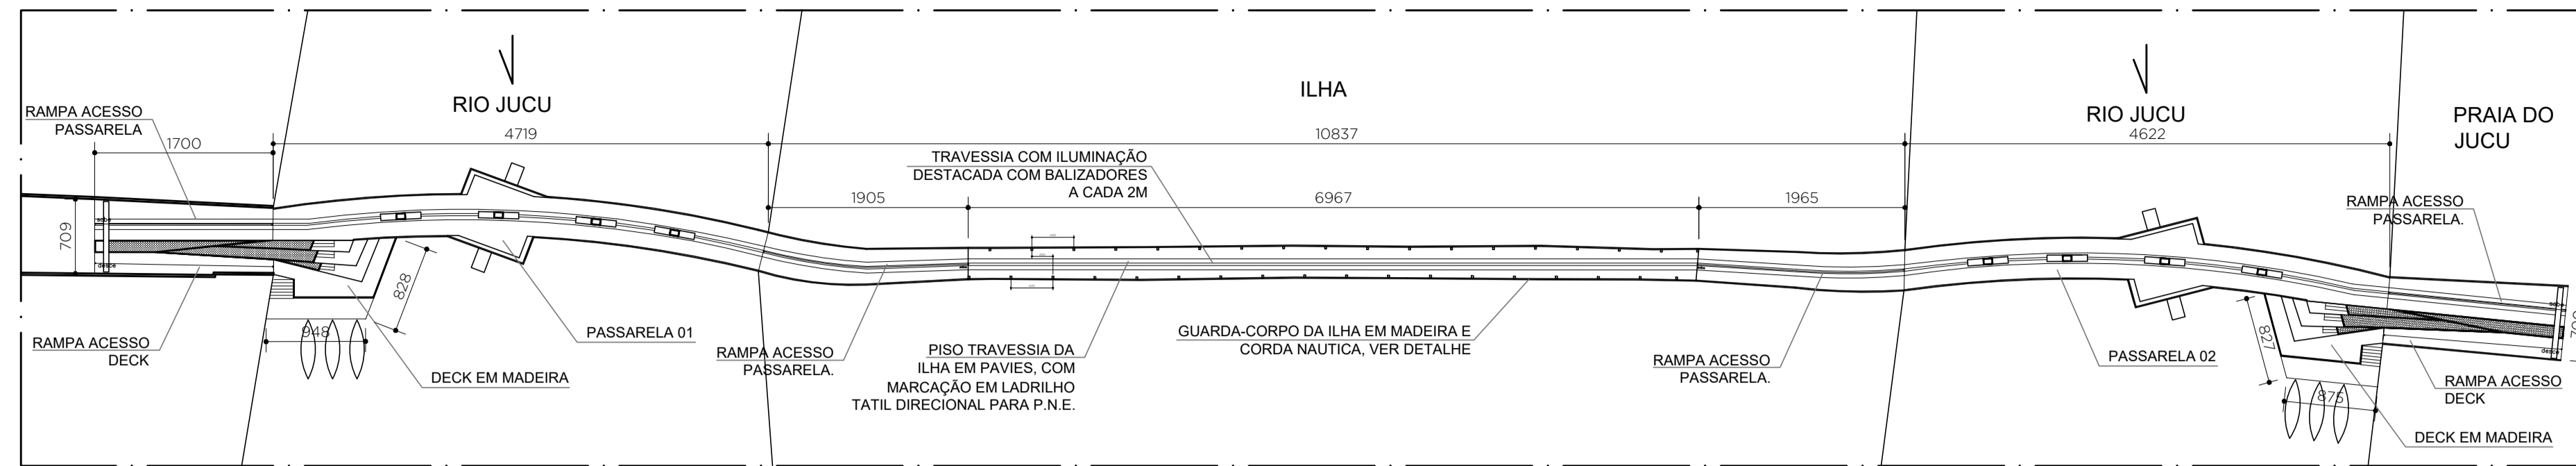 ILHA
RIO JUCU
RIO JUCU
PRAIA DO
JUCU
RAMPA ACESSO
PASSARELA
1700
4719
10837
4622
TRAVESSIA COM ILUMINAÇÃO
DESTACADA COM BALIZADORES
A CADA 2M
1905
6967
1965
RAMPA ACESSO
PASSARELA.
709
sobe
desce
sobe
desce
828
948
827
875
RAMPA ACESSO
DECK
DECK EM MADEIRA
PASSARELA 01
RAMPA ACESSO
PASSARELA.
PISO TRAVESSIA DA
ILHA EM PAVIES, COM
MARCAÇÃO EM LADRILHO
TATIL DIRECIONAL PARA P.N.E.
GUARDA-CORPO DA ILHA EM MADEIRA E
CORDA NAUTICA, VER DETALHE
RAMPA ACESSO
PASSARELA.
PASSARELA 02
RAMPA ACESSO
DECK
DECK EM MADEIRA